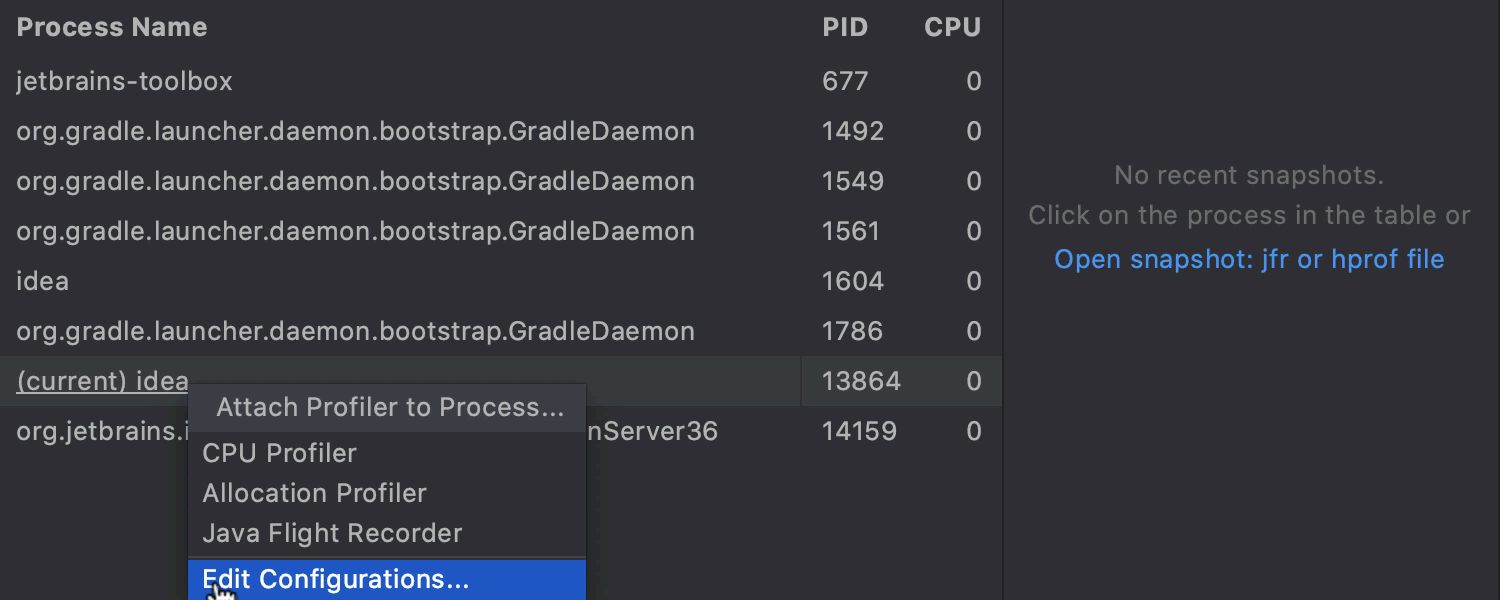 Process Name PID CPU
jetbrains-toolbox 677 0
org.gradle.launcher.daemon.bootstrap.GradleDaemon 1492 0
org.gradle.launcher.daemon.bootstrap.GradleDaemon 1549 0
org.gradle.launcher.daemon.bootstrap.GradleDaemon 1561 0
idea 1604 0
org.gradle.launcher.daemon.bootstrap.GradleDaemon 1786 0
(current) idea 13864 0
org.jetbrains.i nServer36 14159 0
Attach Profiler to Process...
CPU Profiler
Allocation Profiler
Java Flight Recorder
Edit Configurations...
No recent snapshots.
Click on the process in the table or
Open snapshot: jfr or hprof file